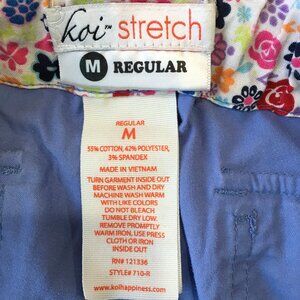 koi™ stretch
M REGULAR
REGULAR
M
55% COTTON, 42% POLYESTER,
3% SPANDEX
MADE IN VIETNAM
TURN GARMENT INSIDE OUT
BEFORE WASH AND DRY
MACHINE WASH WARM
WITH LIKE COLORS
DO NOT BLEACH
TUMBLE DRY LOW.
REMOVE PROMPTLY
WARM IRON, USE PRESS
CLOTH OR IRON
INSIDE OUT
RN# 121336
STYLE# 710-R
www.koihappiness.com